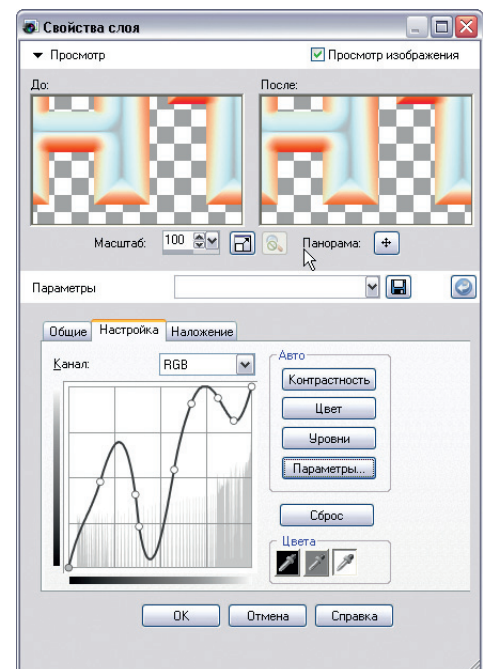 Свойства слоя
Просмотр
Просмотр изображения
До:
После:
Масштаб: 100
Панорама:
Параметры
Общие Настройка Наложение
Канал: RGB
Авто
Контрастность
Цвет
Уровни
Параметры...
Сброс
Цвета
OK Отмена Справка